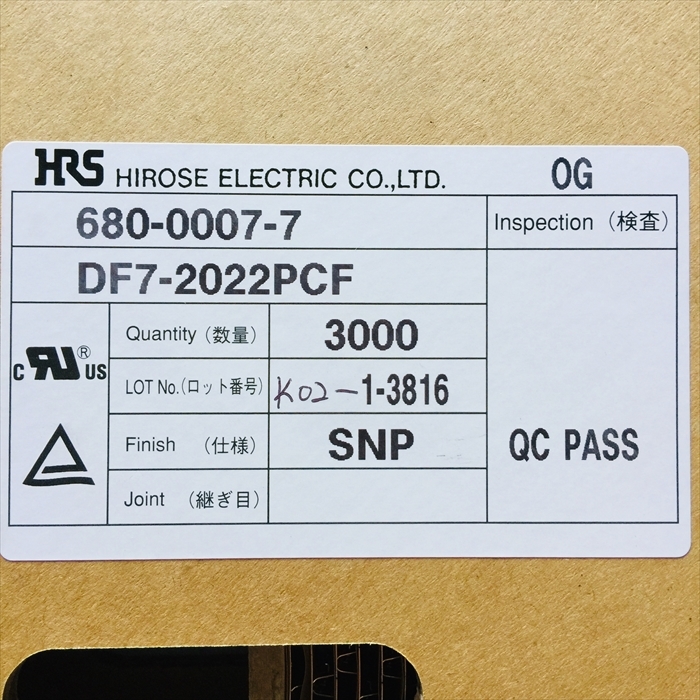 HRS HIROSE ELECTRIC CO.,LTD. OG
680-0007-7 Inspection (検査)
DF7-2022PCF
Quantity (数量) 3000
C RU® US
LOT No.(ロット番号) K02-1-3816
Finish (仕様) SNP QC PASS
Joint (継ぎ目)